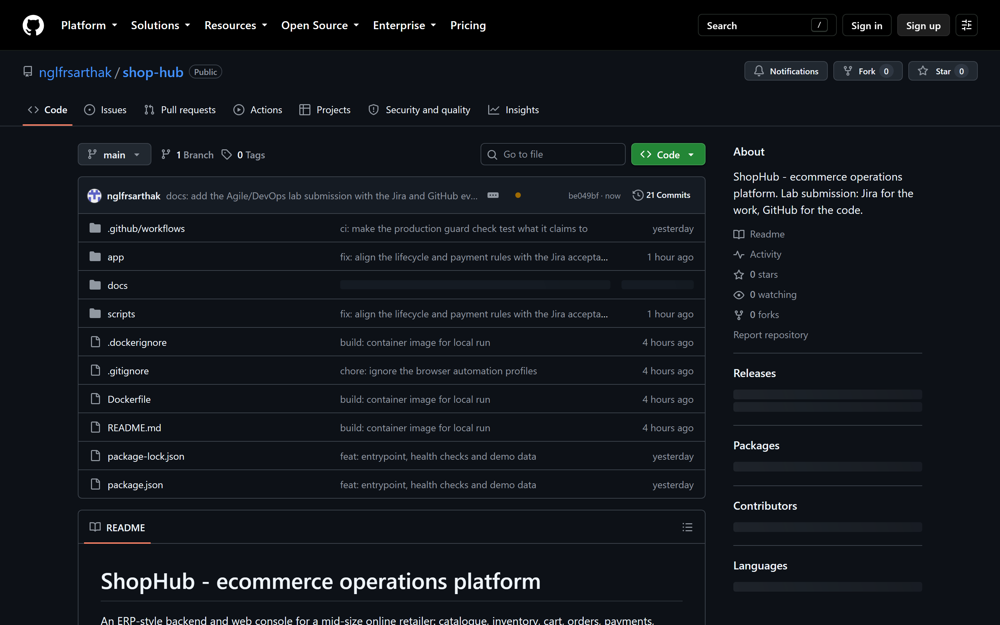 Platform Solutions Resources Open Source Enterprise Pricing Search / Sign in Sign up
nglfrsarthak / shop-hub Public Notifications Fork 0 Star 0
Code Issues Pull requests Actions Projects Security and quality Insights
main 1 Branch 0 Tags Go to file Code
nglfrsarthak docs: add the Agile/DevOps lab submission with the Jira and GitHub ev... be049bf · now 21 Commits
.github/workflows ci: make the production guard check test what it claims to yesterday
app fix: align the lifecycle and payment rules with the Jira accepta... 1 hour ago
docs
scripts fix: align the lifecycle and payment rules with the Jira accepta... 1 hour ago
.dockerignore build: container image for local run 4 hours ago
.gitignore chore: ignore the browser automation profiles 4 hours ago
Dockerfile build: container image for local run 4 hours ago
README.md build: container image for local run 4 hours ago
package-lock.json feat: entrypoint, health checks and demo data yesterday
package.json feat: entrypoint, health checks and demo data yesterday
README
ShopHub - ecommerce operations platform
An ERP-style backend and web console for a mid-size online retailer: catalogue, inventory, cart, orders, payments,
About
ShopHub - ecommerce operations
platform. Lab submission: Jira for the
work, GitHub for the code.
Readme
Activity
0 stars
0 watching
0 forks
Report repository
Releases
Packages
Contributors
Languages